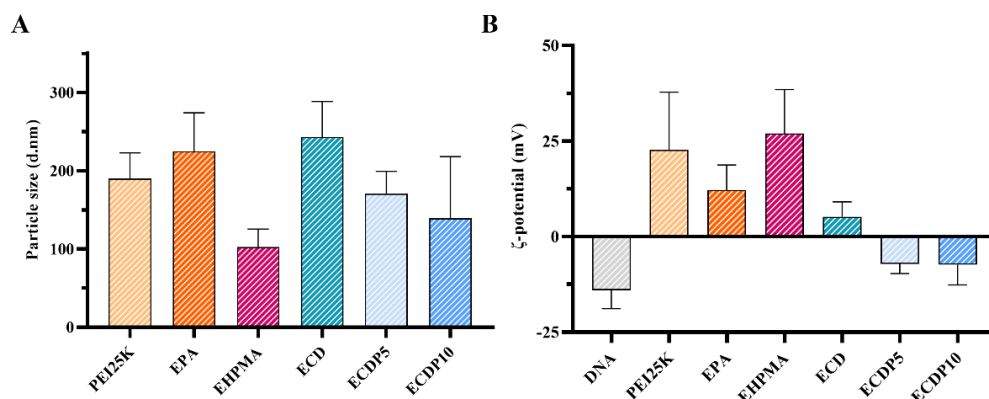 A
Particle size (d.nm)
300
200
100
0
PEI25K
EPA
EHPMA
ECD
ECDP5
ECDP10
B
ζ-potential (mV)
50
25
0
-25
DNA
PEI25K
EPA
EHPMA
ECD
ECDP5
ECDP10